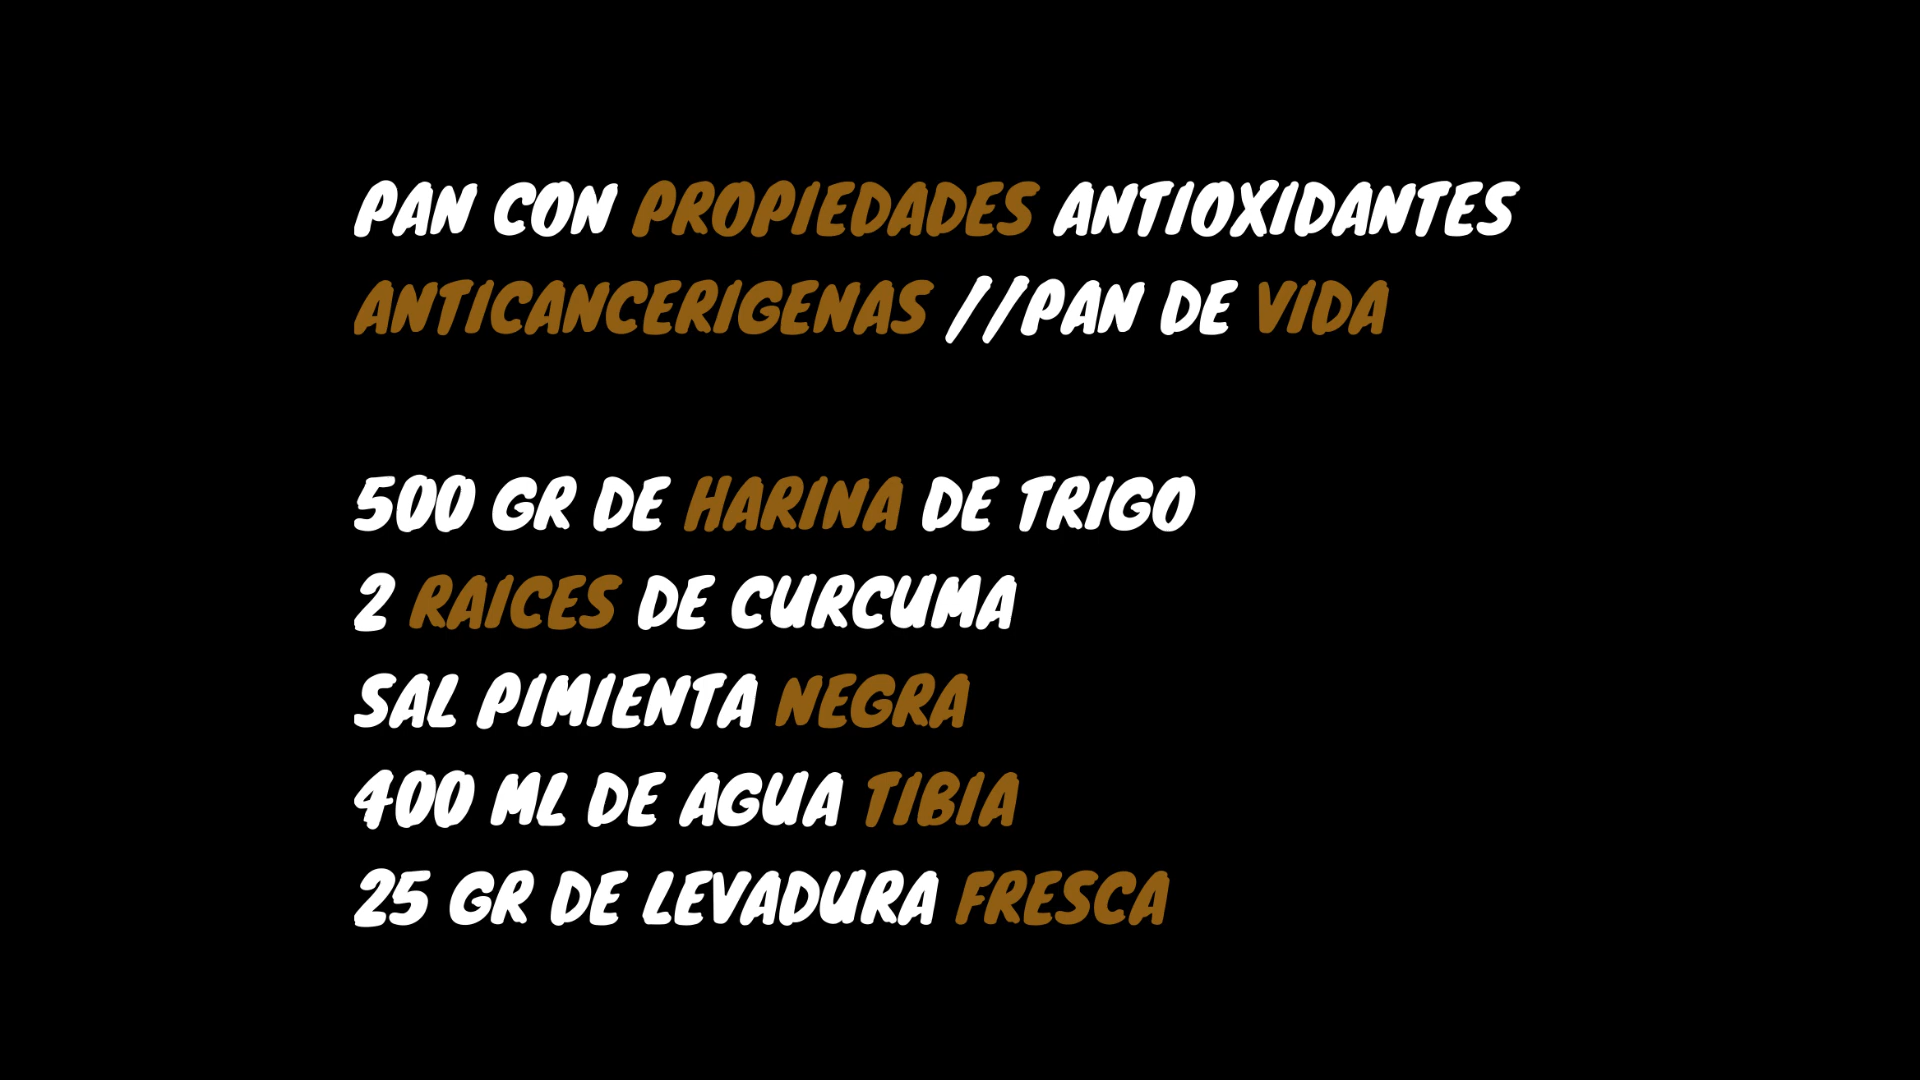 PAN CON PROPIEDADES ANTIOXIDANTES
ANTICANCERIGENAS //PAN DE VIDA
500 GR DE HARINA DE TRIGO
2 RAICES DE CURCUMA
SAL PIMIENTA NEGRA
400 ML DE AGUA TIBIA
25 GR DE LEVADURA FRESCA